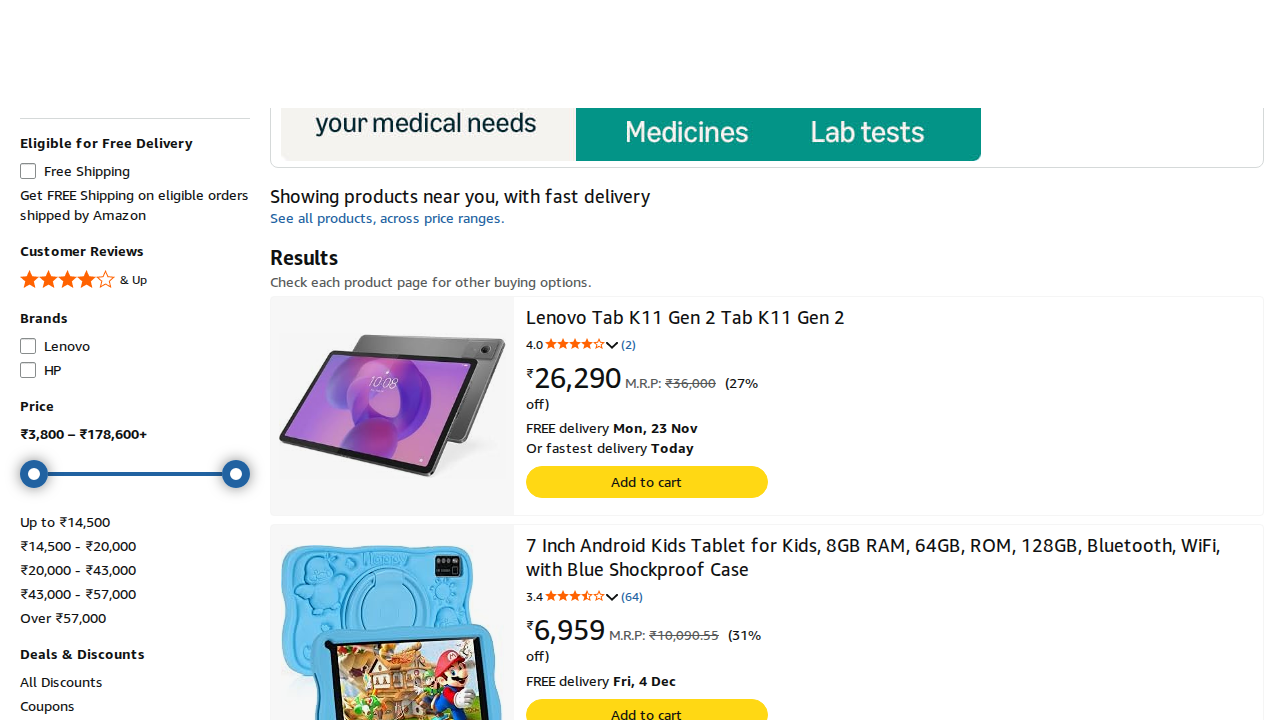 your medical needs
Medicines
Lab tests
Eligible for Free Delivery
Free Shipping
Get FREE Shipping on eligible orders
shipped by Amazon
Customer Reviews
& Up
Brands
Lenovo
HP
Price
₹3,800 – ₹178,600+
Up to ₹14,500
₹14,500 - ₹20,000
₹20,000 - ₹43,000
₹43,000 - ₹57,000
Over ₹57,000
Deals & Discounts
All Discounts
Coupons
Showing products near you, with fast delivery
See all products, across price ranges.
Results
Check each product page for other buying options.
10:08
Lenovo Tab K11 Gen 2 Tab K11 Gen 2
4.0 (2)
₹26,290 M.R.P: ₹36,000 (27%
off)
FREE delivery Mon, 23 Nov
Or fastest delivery Today
Add to cart
7 Inch Android Kids Tablet for Kids, 8GB RAM, 64GB, ROM, 128GB, Bluetooth, WiFi,
with Blue Shockproof Case
3.4 (64)
₹6,959 M.R.P: ₹10,090.55 (31%
off)
FREE delivery Fri, 4 Dec
Add to cart